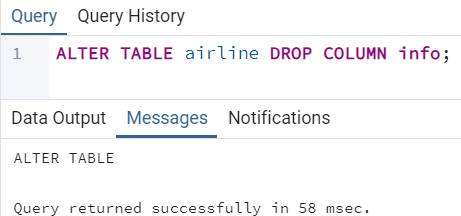 Query Query History
1 ALTER TABLE airline DROP COLUMN info;
Data Output Messages Notifications
ALTER TABLE
Query returned successfully in 58 msec.